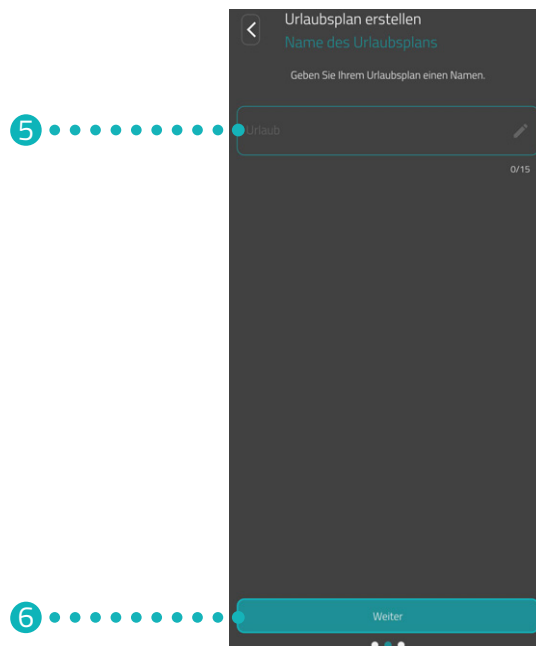 Urlaubsplan erstellen
Name des Urlaubsplans
Geben Sie Ihrem Urlaubsplan einen Namen.
5
Urlaub
0/15
6
Weiter